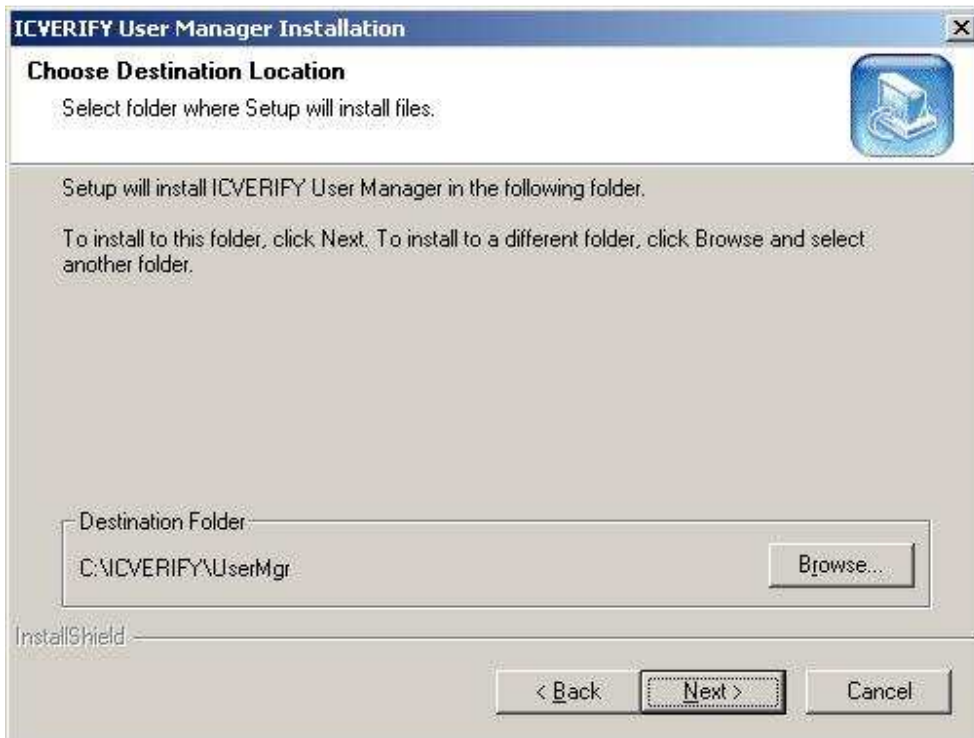 ICVERIFY User Manager Installation
Choose Destination Location
Select folder where Setup will install files.
Setup will install ICVERIFY User Manager in the following folder.
To install to this folder, click Next. To install to a different folder, click Browse and select
another folder.
Destination Folder
C:\ICVERIFY\UserMgr
Browse...
InstallShield
< Back
Next >
Cancel